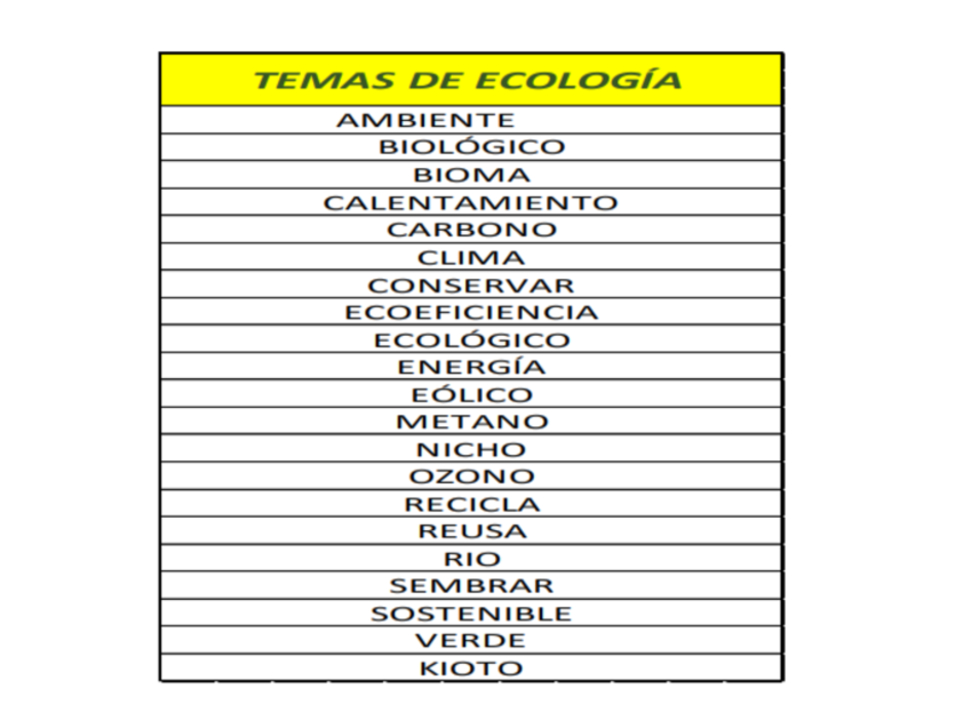 TEMAS DE ECOLOGÍA
AMBIENTE
BIOLÓGICO
BIOMA
CALENTAMIENTO
CARBONO
CLIMA
CONSERVAR
ECOEFICIENCIA
ECOLÓGICO
ENERGÍA
EÓLICO
METANO
NICHO
OZONO
RECICLA
REUSA
RIO
SEMBRAR
SOSTENIBLE
VERDE
KIOTO